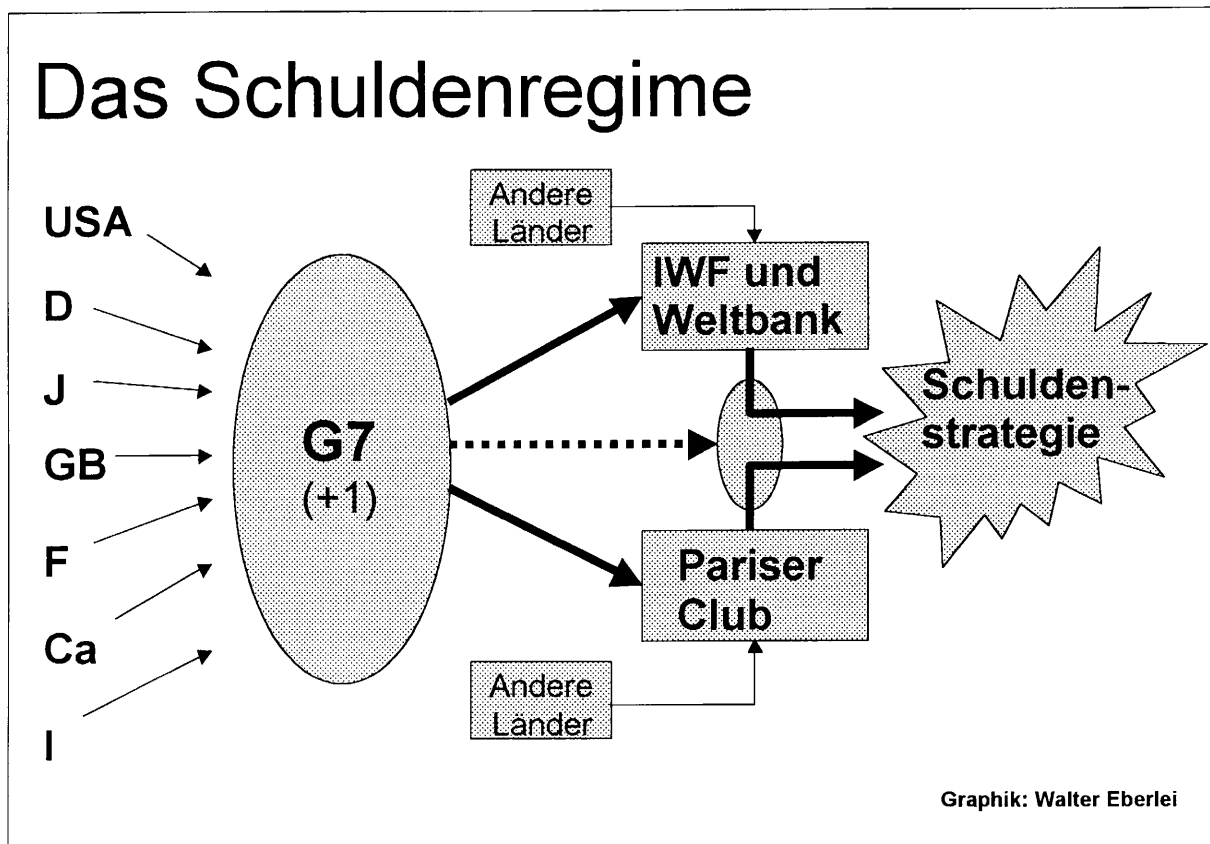 Das Schuldenregime
USA
D
J
GB
F
Ca
I
G7
(+1)
Andere
Länder
IWF und
Weltbank
Pariser
Club
Andere
Länder
Schulden-
strategie
Graphik: Walter Eberlei